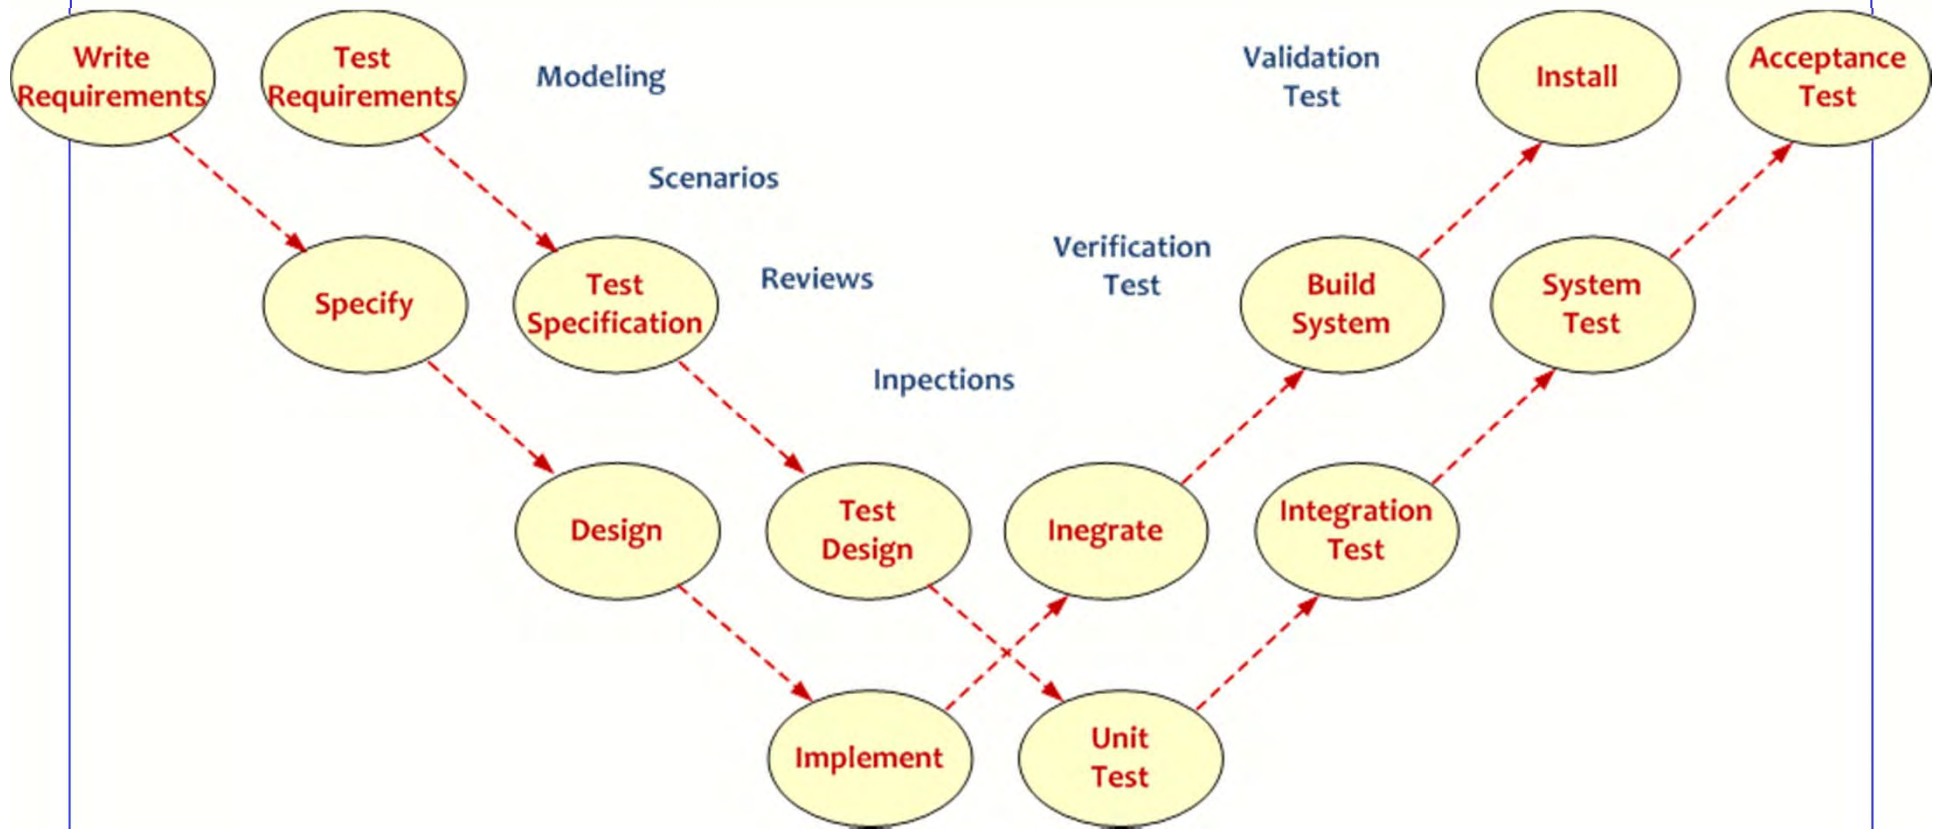 Write
Requirements
Test
Requirements
Modeling
Validation
Test
Install
Acceptance
Test
Scenarios
Specify
Test
Specification
Reviews
Verification
Test
Build
System
System
Test
Inpections
Design
Test
Design
Inegrate
Integration
Test
Implement
Unit
Test